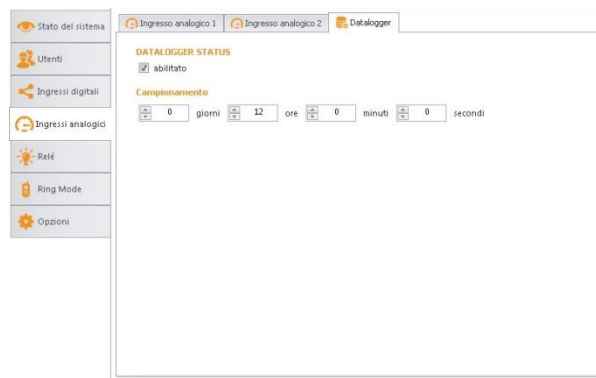 Stato del sistema
Utenti
Ingressi digitali
Ingressi analogici
Relé
Ring Mode
Opzioni
Ingresso analogico 1 Ingresso analogico 2 Datalogger
DATALOGGER STATUS
abilitato
Campionamento
0 giorni 12 ore 0 minuti 0 secondi